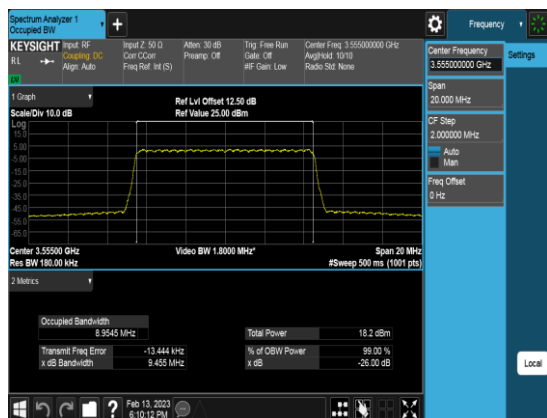 Spectrum Analyzer 1
Occupied BW
+
Frequency
KEYSIGHT
RL
Input: RF
Coupling: DC
Align: Auto
Input Z: 50 Ω
Corr CCorr
Freq Ref: Int (S)
Atten: 30 dB
Preamp: Off
Trig: Free Run
Gate: Off
#IF Gain: Low
Center Freq: 3.555000000 GHz
Avg|Hold: 10/10
Radio Std: None
Center Frequency
3.555000000 GHz
Settings
Span
20.000 MHz
CF Step
2.000000 MHz
Auto
Man
Freq Offset
0 Hz
Local
1 Graph
Scale/Div 10.0 dB
Ref Lvl Offset 12.50 dB
Ref Value 25.00 dBm
Log
15.0
5.00
-5.00
-15.0
-25.0
-35.0
-45.0
-55.0
-65.0
Center 3.55500 GHz
Res BW 180.00 kHz
Video BW 1.8000 MHz*
Span 20 MHz
#Sweep 500 ms (1001 pts)
2 Metrics
Occupied Bandwidth
8.9545 MHz
Total Power 18.2 dBm
Transmit Freq Error -13.444 kHz
% of OBW Power 99.00 %
x dB Bandwidth 9.455 MHz
x dB -26.00 dB
?
Feb 13, 2023
6:10:12 PM